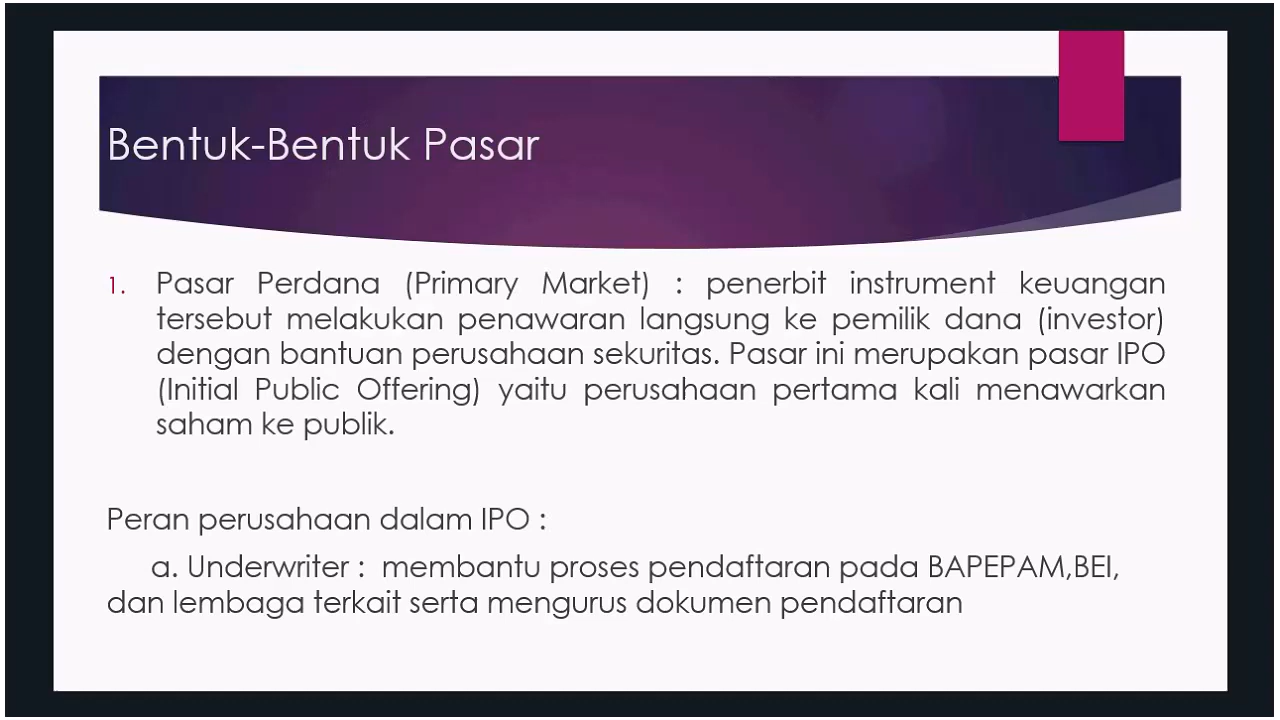 Bentuk-Bentuk Pasar
1. Pasar Perdana (Primary Market) : penerbit instrument keuangan
tersebut melakukan penawaran langsung ke pemilik dana (investor)
dengan bantuan perusahaan sekuritas. Pasar ini merupakan pasar IPO
(Initial Public Offering) yaitu perusahaan pertama kali menawarkan
saham ke publik.
Peran perusahaan dalam IPO :
a. Underwriter : membantu proses pendaftaran pada BAPEPAM,BEI,
dan lembaga terkait serta mengurus dokumen pendaftaran